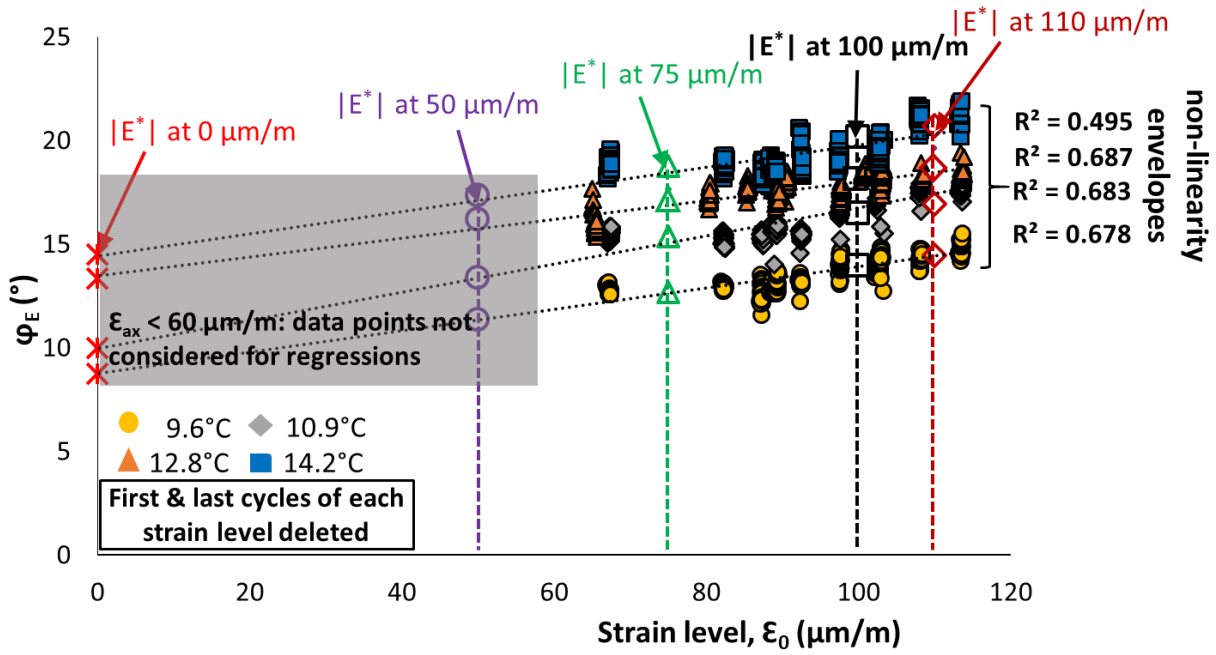 |E*| at 110 μm/m
|E*| at 100 μm/m
|E*| at 75 μm/m
|E*| at 50 μm/m
|E*| at 0 μm/m
25
20
15
10
5
0
φE (°)
R² = 0.495
R² = 0.687
R² = 0.683
R² = 0.678
non-linearity
envelopes
Ɛax < 60 μm/m: data points not
considered for regressions
9.6°C 10.9°C
12.8°C 14.2°C
First & last cycles of each
strain level deleted
0 20 40 60 80 100 120
Strain level, Ɛ0 (μm/m)